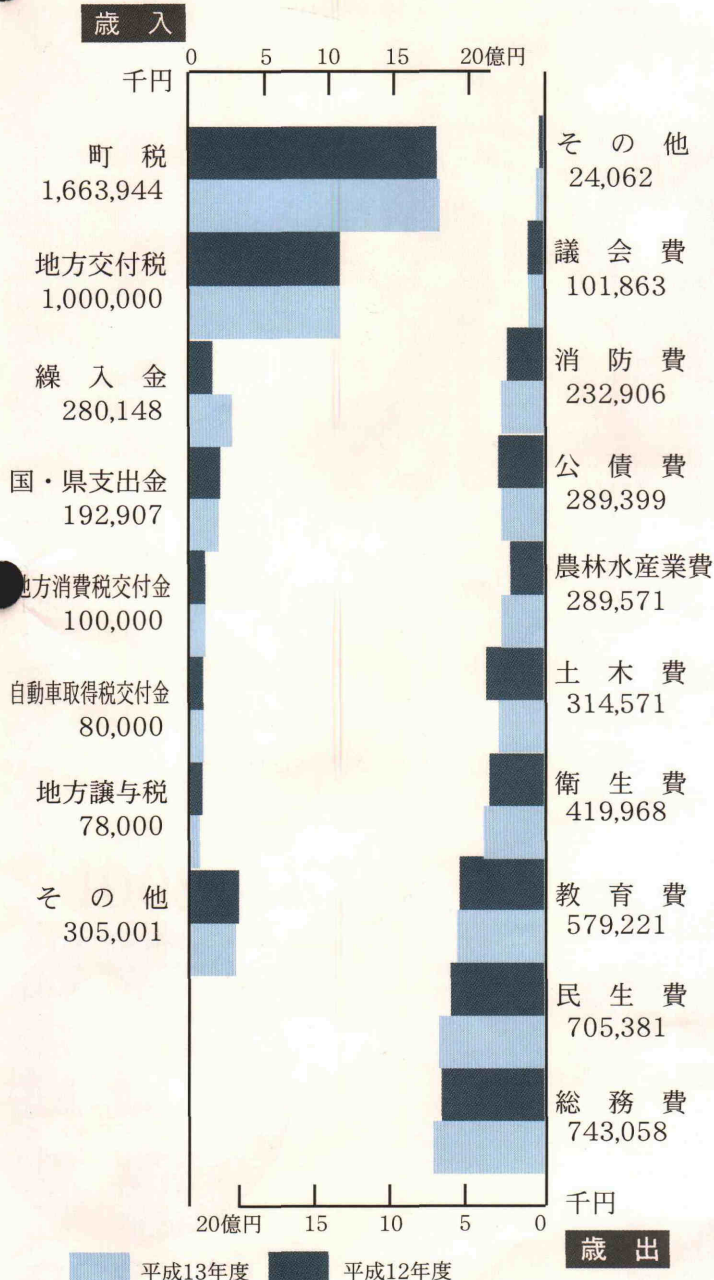 歳入
0 5 10 15 20億円
千円
町税
1,663,944
地方交付税
1,000,000
繰入金
280,148
国・県支出金
192,907
地方消費税交付金
100,000
自動車取得税交付金
80,000
地方譲与税
78,000
その他
305,001
その他
24,062
議会費
101,863
消防費
232,906
公債費
289,399
農林水産業費
289,571
土木費
314,571
衛生費
419,968
教育費
579,221
民生費
705,381
総務費
743,058
千円
20億円 15 10 5 0
歳出
平成13年度 平成12年度